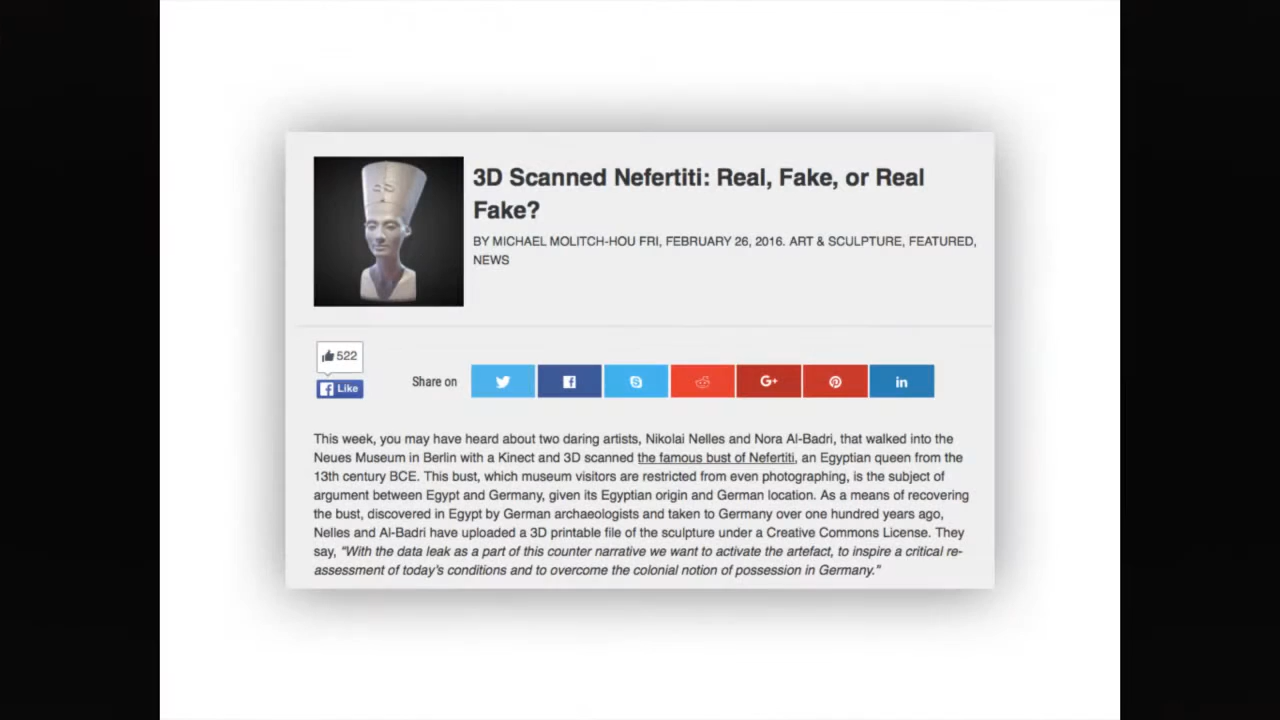 3D Scanned Nefertiti: Real, Fake, or Real
Fake?
BY MICHAEL MOLITCH-HOU FRI, FEBRUARY 26, 2016. ART & SCULPTURE, FEATURED,
NEWS
522
Like
Share on
This week, you may have heard about two daring artists, Nikolai Nelles and Nora Al-Badri, that walked into the
Neues Museum in Berlin with a Kinect and 3D scanned the famous bust of Nefertiti, an Egyptian queen from the
13th century BCE. This bust, which museum visitors are restricted from even photographing, is the subject of
argument between Egypt and Germany, given its Egyptian origin and German location. As a means of recovering
the bust, discovered in Egypt by German archaeologists and taken to Germany over one hundred years ago,
Nelles and Al-Badri have uploaded a 3D printable file of the sculpture under a Creative Commons License. They
say, “With the data leak as a part of this counter narrative we want to activate the artefact, to inspire a critical re-
assessment of today’s conditions and to overcome the colonial notion of possession in Germany.”